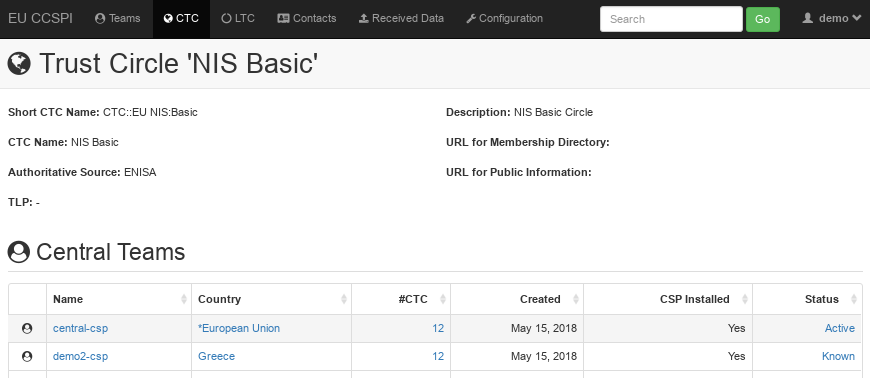 EU CCSPI Teams CTC LTC Contacts Received Data Configuration Search Go demo
Trust Circle 'NIS Basic'
Short CTC Name: CTC::EU NIS:Basic Description: NIS Basic Circle
CTC Name: NIS Basic URL for Membership Directory:
Authoritative Source: ENISA URL for Public Information:
TLP: -
Central Teams
Name Country #CTC Created CSP Installed Status
central-csp *European Union 12 May 15, 2018 Yes Active
demo2-csp Greece 12 May 15, 2018 Yes Known